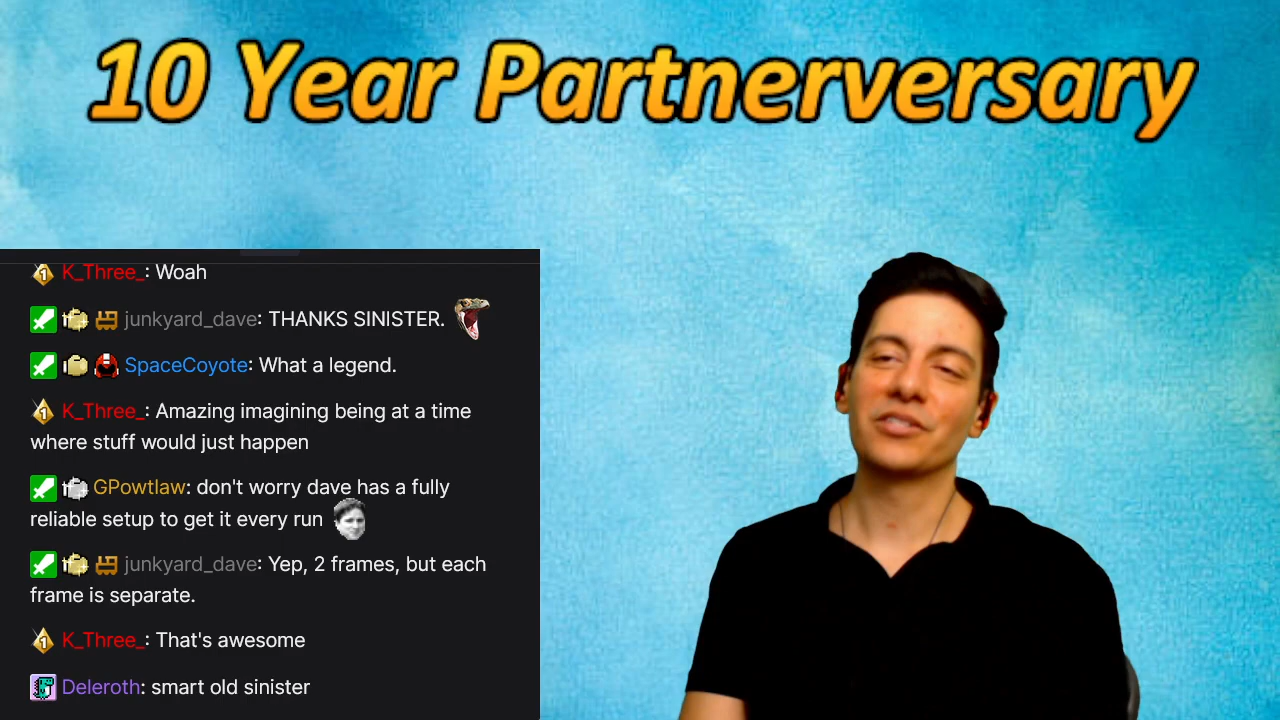 10 Year Partnerversary
K_Three_: Woah
junkyard_dave: THANKS SINISTER.
SpaceCoyote: What a legend.
K_Three_: Amazing imagining being at a time
where stuff would just happen
GPowtlaw: don't worry dave has a fully
reliable setup to get it every run
junkyard_dave: Yep, 2 frames, but each
frame is separate.
K_Three_: That's awesome
Deleroth: smart old sinister